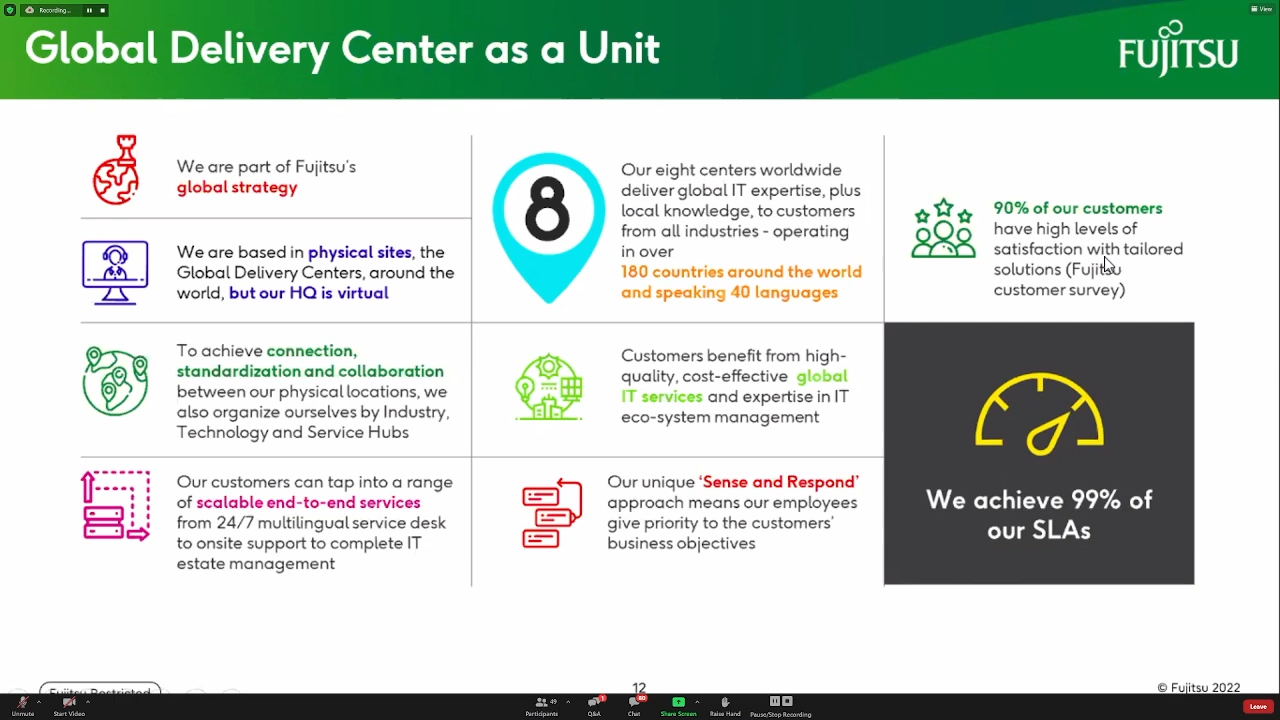 Recording...
View
Global Delivery Center as a Unit
FUJITSU
We are part of Fujitsu's
global strategy
We are based in physical sites, the
Global Delivery Centers, around the
world, but our HQ is virtual
To achieve connection,
standardization and collaboration
between our physical locations, we
also organize ourselves by Industry,
Technology and Service Hubs
Our customers can tap into a range
of scalable end-to-end services
from 24/7 multilingual service desk
to onsite support to complete IT
estate management
8
Our eight centers worldwide
deliver global IT expertise, plus
local knowledge, to customers
from all industries - operating
in over
180 countries around the world
and speaking 40 languages
Customers benefit from high-
quality, cost-effective global
IT services and expertise in IT
eco-system management
Our unique ‘Sense and Respond’
approach means our employees
give priority to the customers’
business objectives
90% of our customers
have high levels of
satisfaction with tailored
solutions (Fujitsu
customer survey)
We achieve 99% of
our SLAs
Fujitsu Restricted
12
© Fujitsu 2022
Unmute
Start Video
Participants
49
Q&A
Chat
Share Screen
Raise Hand
Pause/Stop Recording
Leave